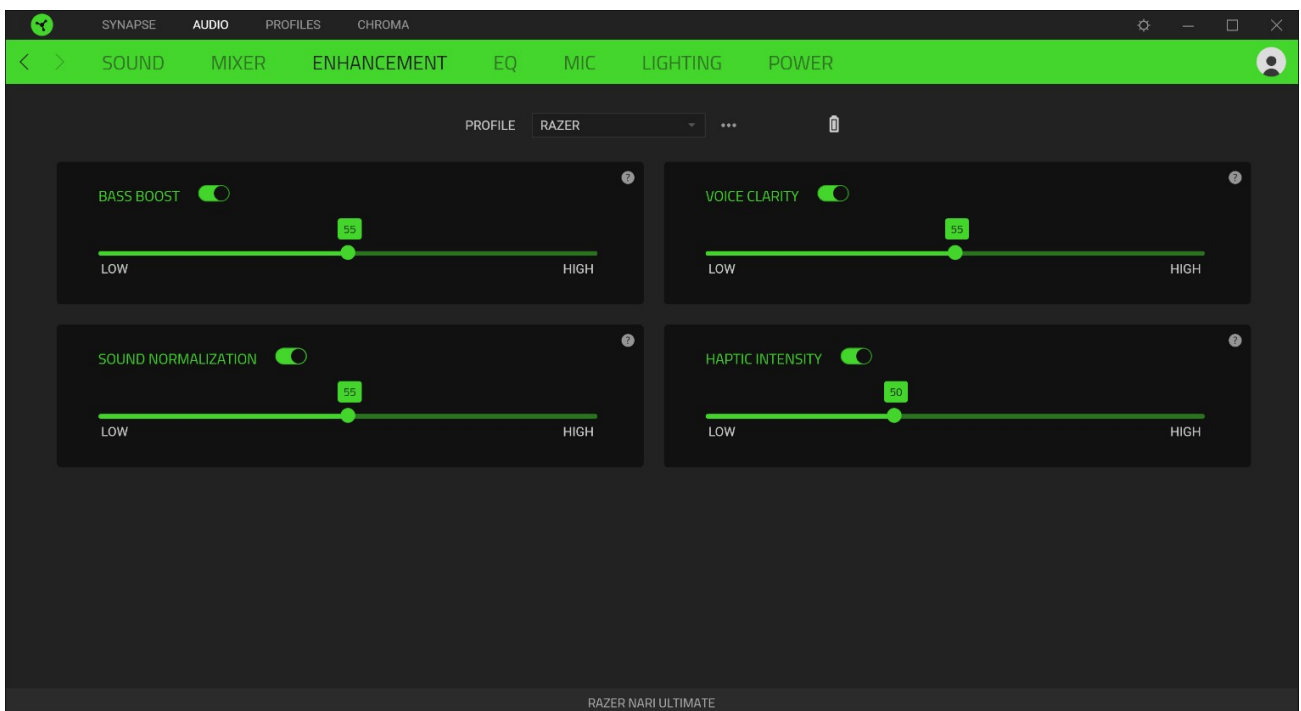 SYNAPSE AUDIO PROFILES CHROMA
SOUND MIXER ENHANCEMENT EQ MIC LIGHTING POWER
PROFILE RAZER
BASS BOOST
55
LOW HIGH
VOICE CLARITY
55
LOW HIGH
SOUND NORMALIZATION
55
LOW HIGH
HAPTIC INTENSITY
50
LOW HIGH
RAZER NARI ULTIMATE